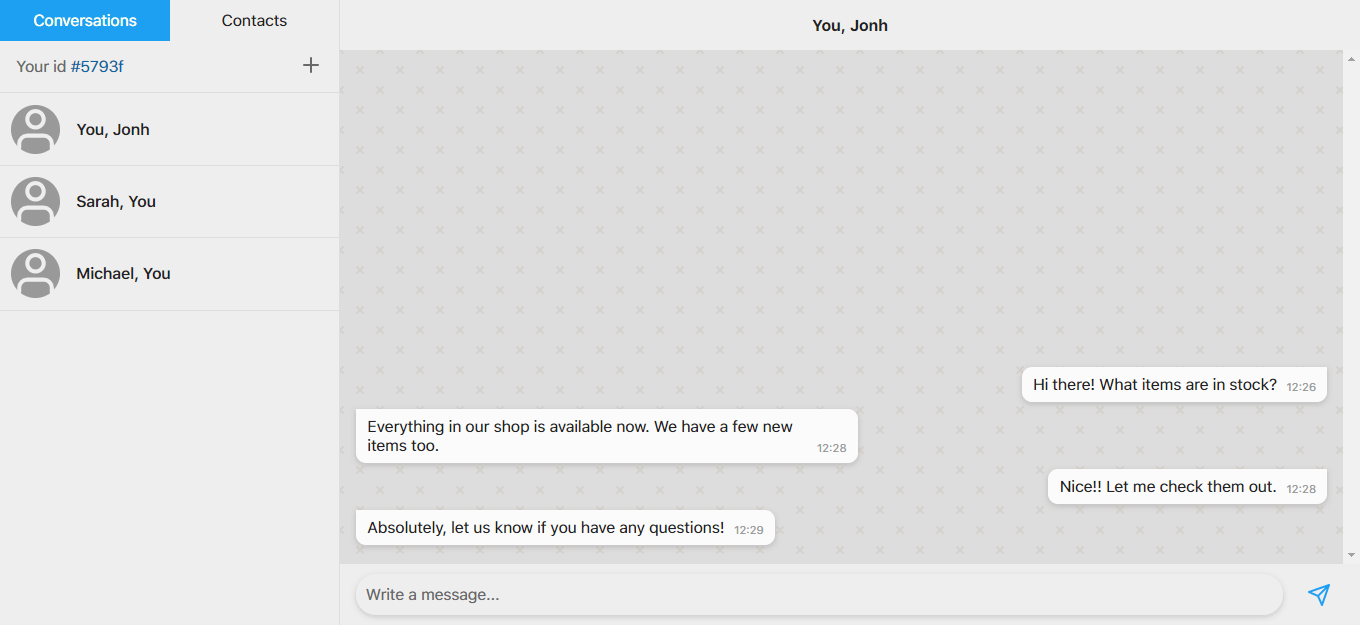 Conversations
Contacts
Your id #5793f
You, Jonh
Sarah, You
Michael, You
You, Jonh
Hi there! What items are in stock? 12:26
Everything in our shop is available now. We have a few new
items too. 12:28
Nice!! Let me check them out. 12:28
Absolutely, let us know if you have any questions! 12:29
Write a message...